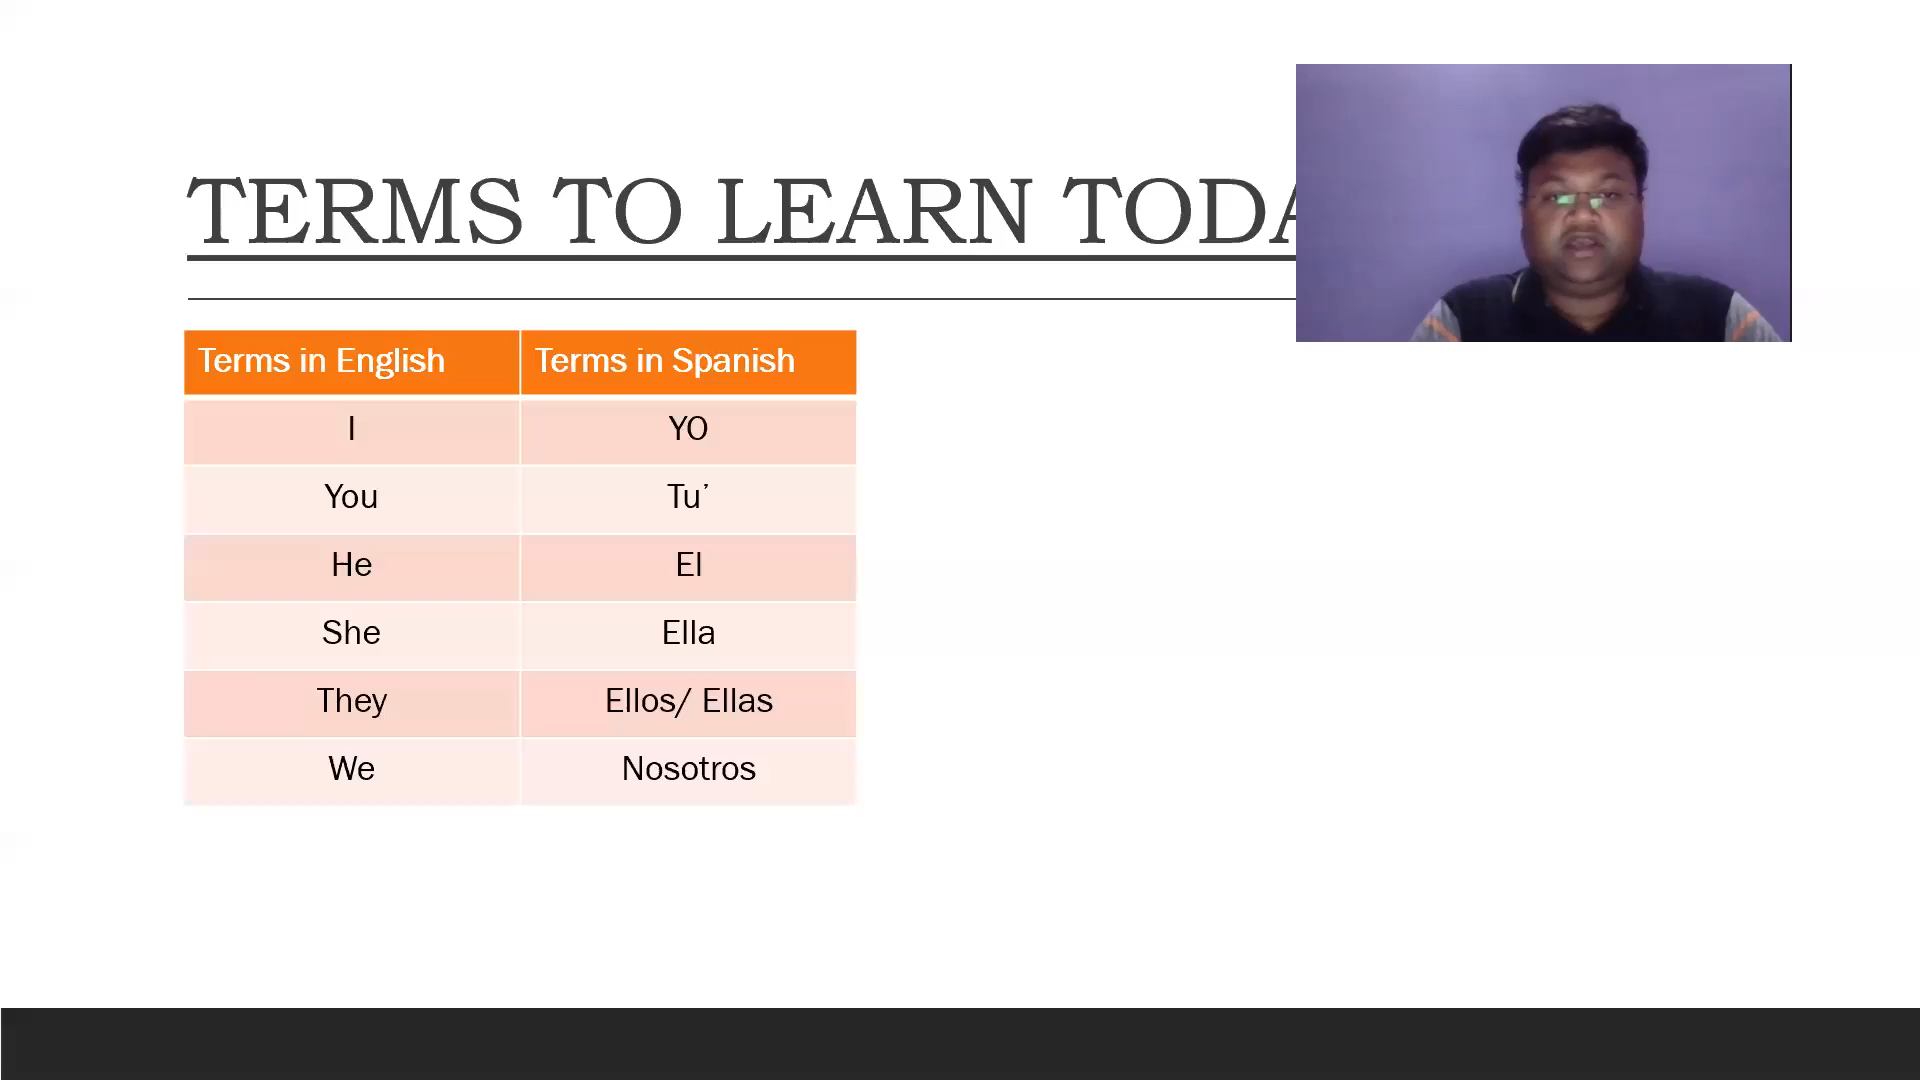 TERMS TO LEARN TODA
Terms in English Terms in Spanish
I YO
You Tu’
He El
She Ella
They Ellos/ Ellas
We Nosotros